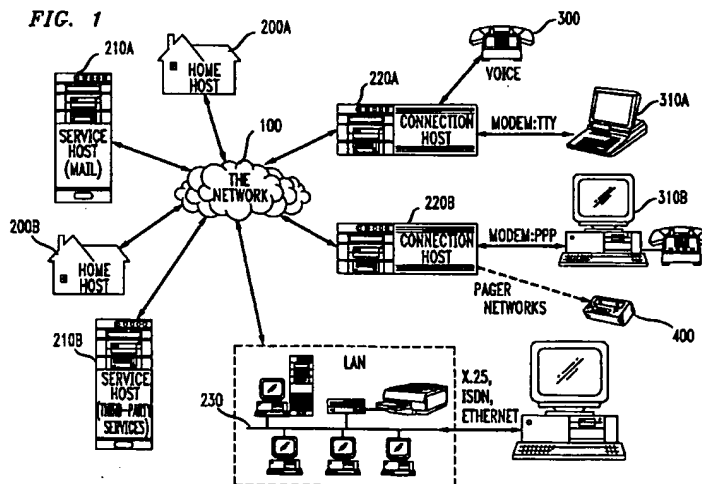 FIG. 1
210A
200A
HOME
HOST
SERVICE
HOST
(MAIL)
100
THE
NETWORK
220A
CONNECTION
HOST
300
VOICE
MODEM:TTY
310A
200B
HOME
HOST
220B
CONNECTION
HOST
MODEM:PPP
310B
PAGER
NETWORKS
400
210B
SERVICE
HOST
(THIRD-PARTY
SERVICES)
LAN
230
X.25,
ISDN,
ETHERNET